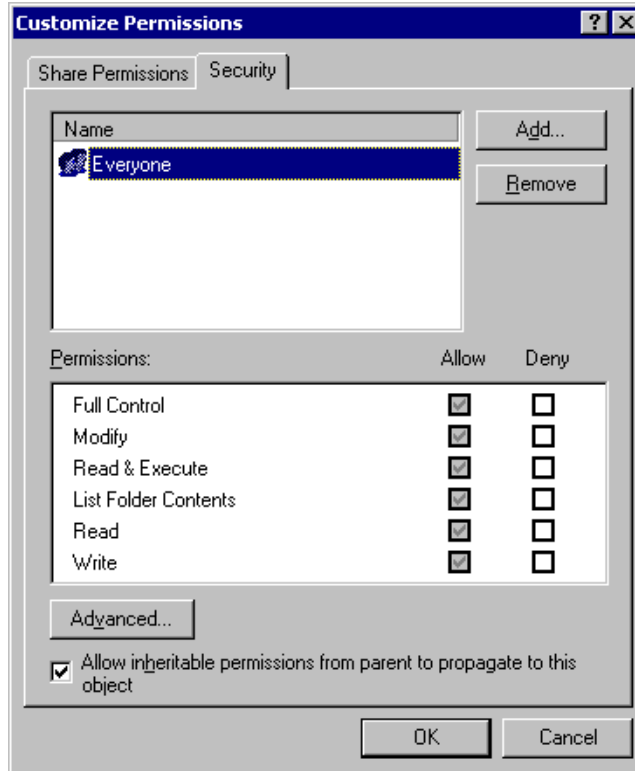 Customize Permissions
Share Permissions Security
Name
Add...
Everyone
Remove
Permissions: Allow Deny
Full Control
Modify
Read & Execute
List Folder Contents
Read
Write
Advanced...
Allow inheritable permissions from parent to propagate to this
object
OK Cancel